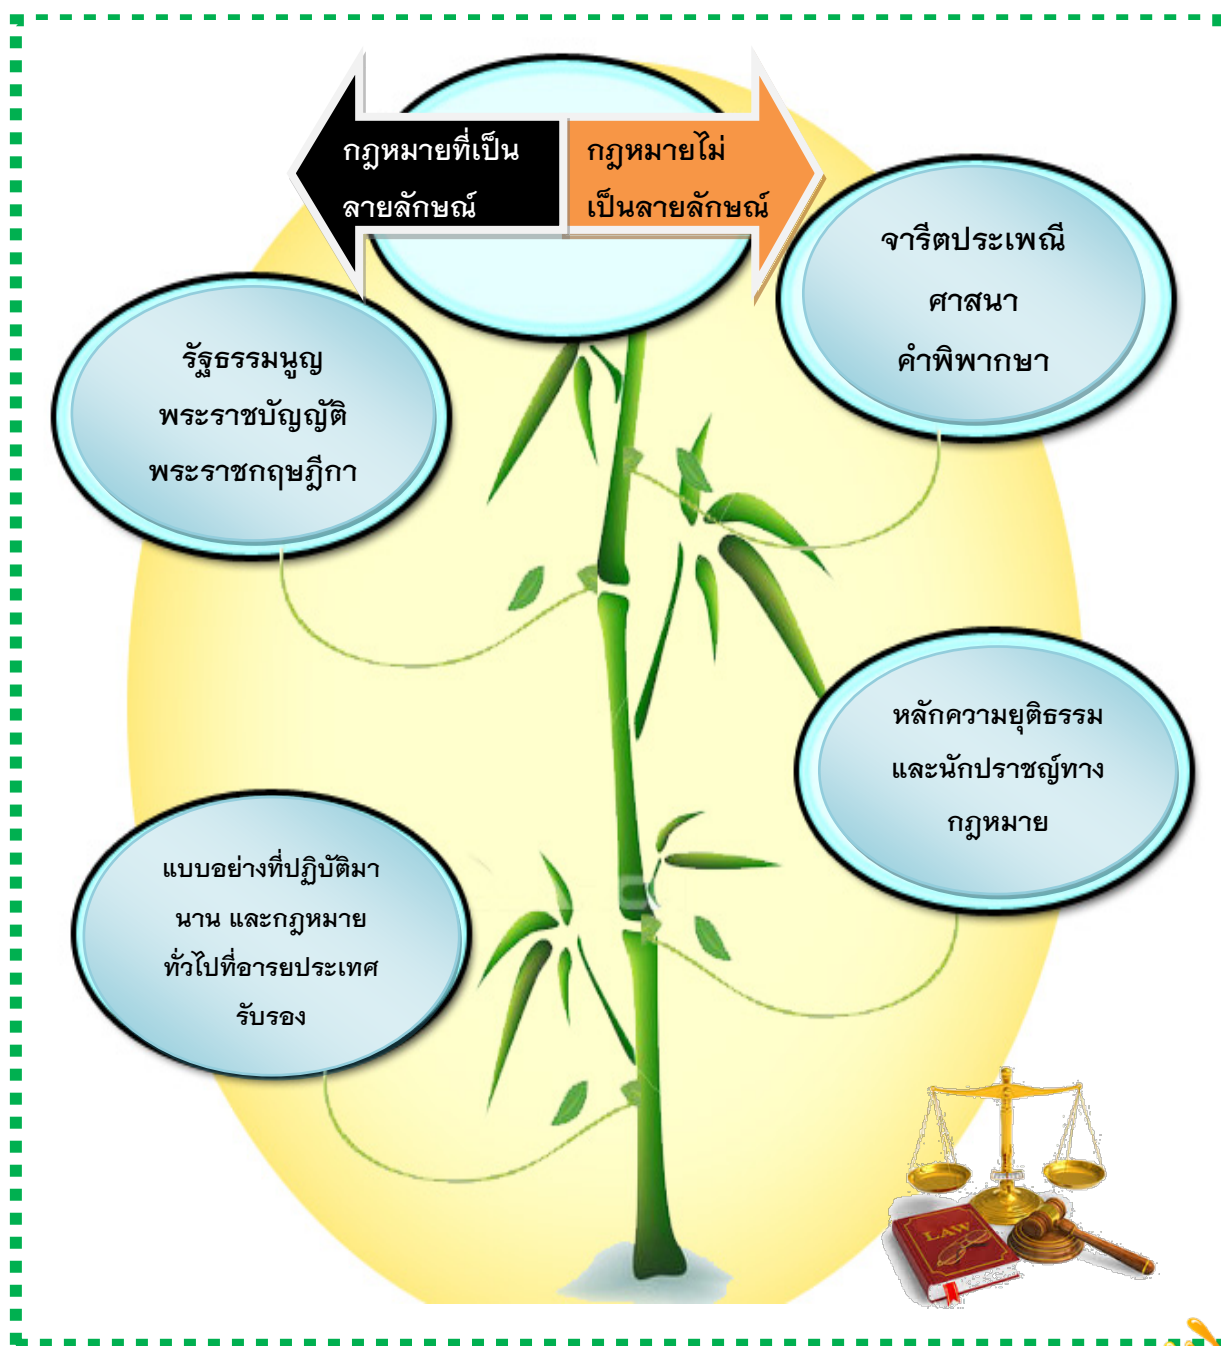 กฎหมายที่เป็น
ลายลักษณ์
กฎหมายไม่
เป็นลายลักษณ์
จารีตประเพณี
ศาสนา
คำพิพากษา
รัฐธรรมนูญ
พระราชบัญญัติ
พระราชกฤษฎีกา
หลักความยุติธรรม
และนักปราชญ์ทาง
กฎหมาย
แบบอย่างที่ปฏิบัติมา
นาน และกฎหมาย
ทั่วไปที่อารยประเทศ
รับรอง
LAW